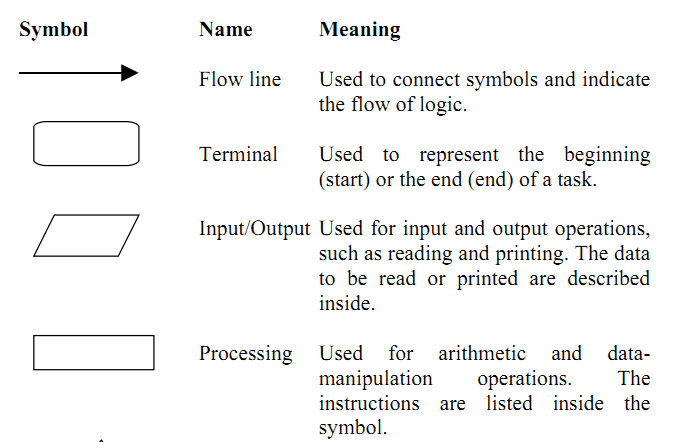 Symbol Name Meaning
Flow line Used to connect symbols and indicate
the flow of logic.
Terminal Used to represent the beginning
(start) or the end (end) of a task.
Input/Output Used for input and output operations,
such as reading and printing. The data
to be read or printed are described
inside.
Processing Used for arithmetic and data-
manipulation operations. The
instructions are listed inside the
symbol.